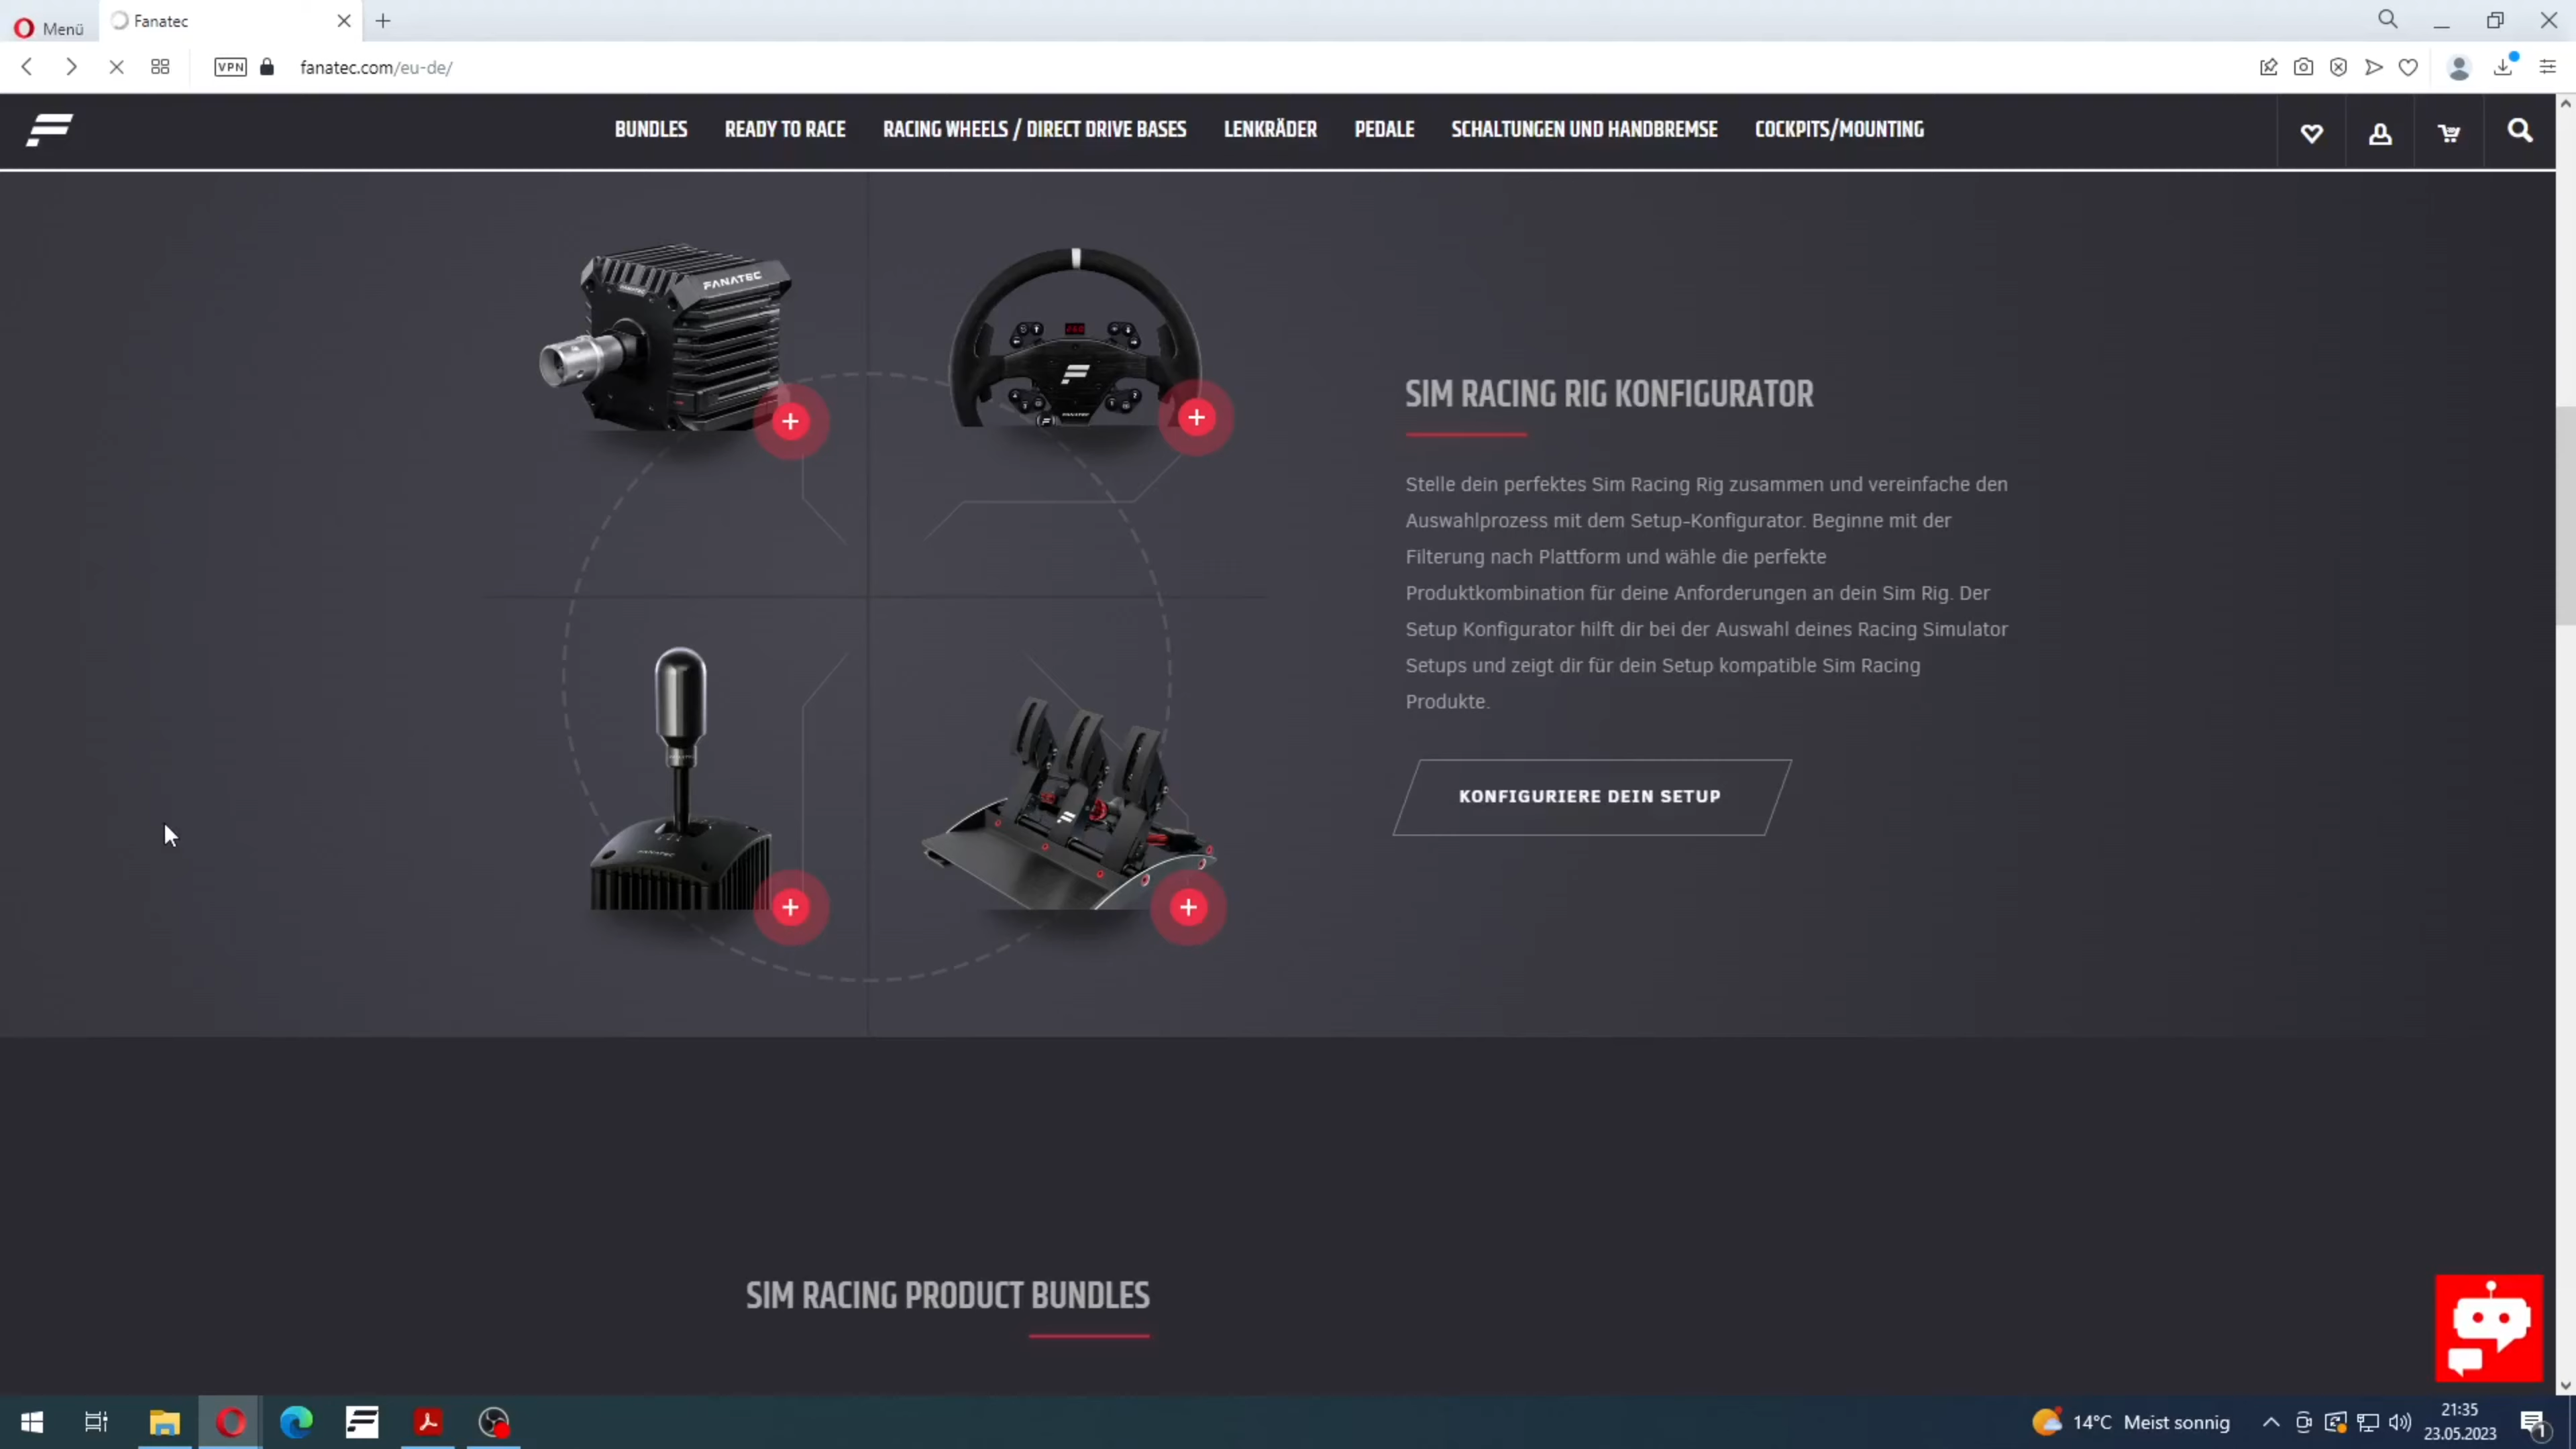 Menü
Fanatec
VPN
fanatec.com/eu-de/
BUNDLES
READY TO RACE
RACING WHEELS / DIRECT DRIVE BASES
LENKRÄDER
PEDALE
SCHALTUNGEN UND HANDBREMSE
COCKPITS/MOUNTING
FANATEC
SIM RACING RIG KONFIGURATOR
Stelle dein perfektes Sim Racing Rig zusammen und vereinfache den
Auswahlprozess mit dem Setup-Konfigurator. Beginne mit der
Filterung nach Plattform und wähle die perfekte
Produktkombination für deine Anforderungen an dein Sim Rig. Der
Setup Konfigurator hilft dir bei der Auswahl deines Racing Simulator
Setups und zeigt dir für dein Setup kompatible Sim Racing
Produkte.
KONFIGURIERE DEIN SETUP
FANATEC
SIM RACING PRODUCT BUNDLES
14°C Meist sonnig
21:35
23.05.2023
1